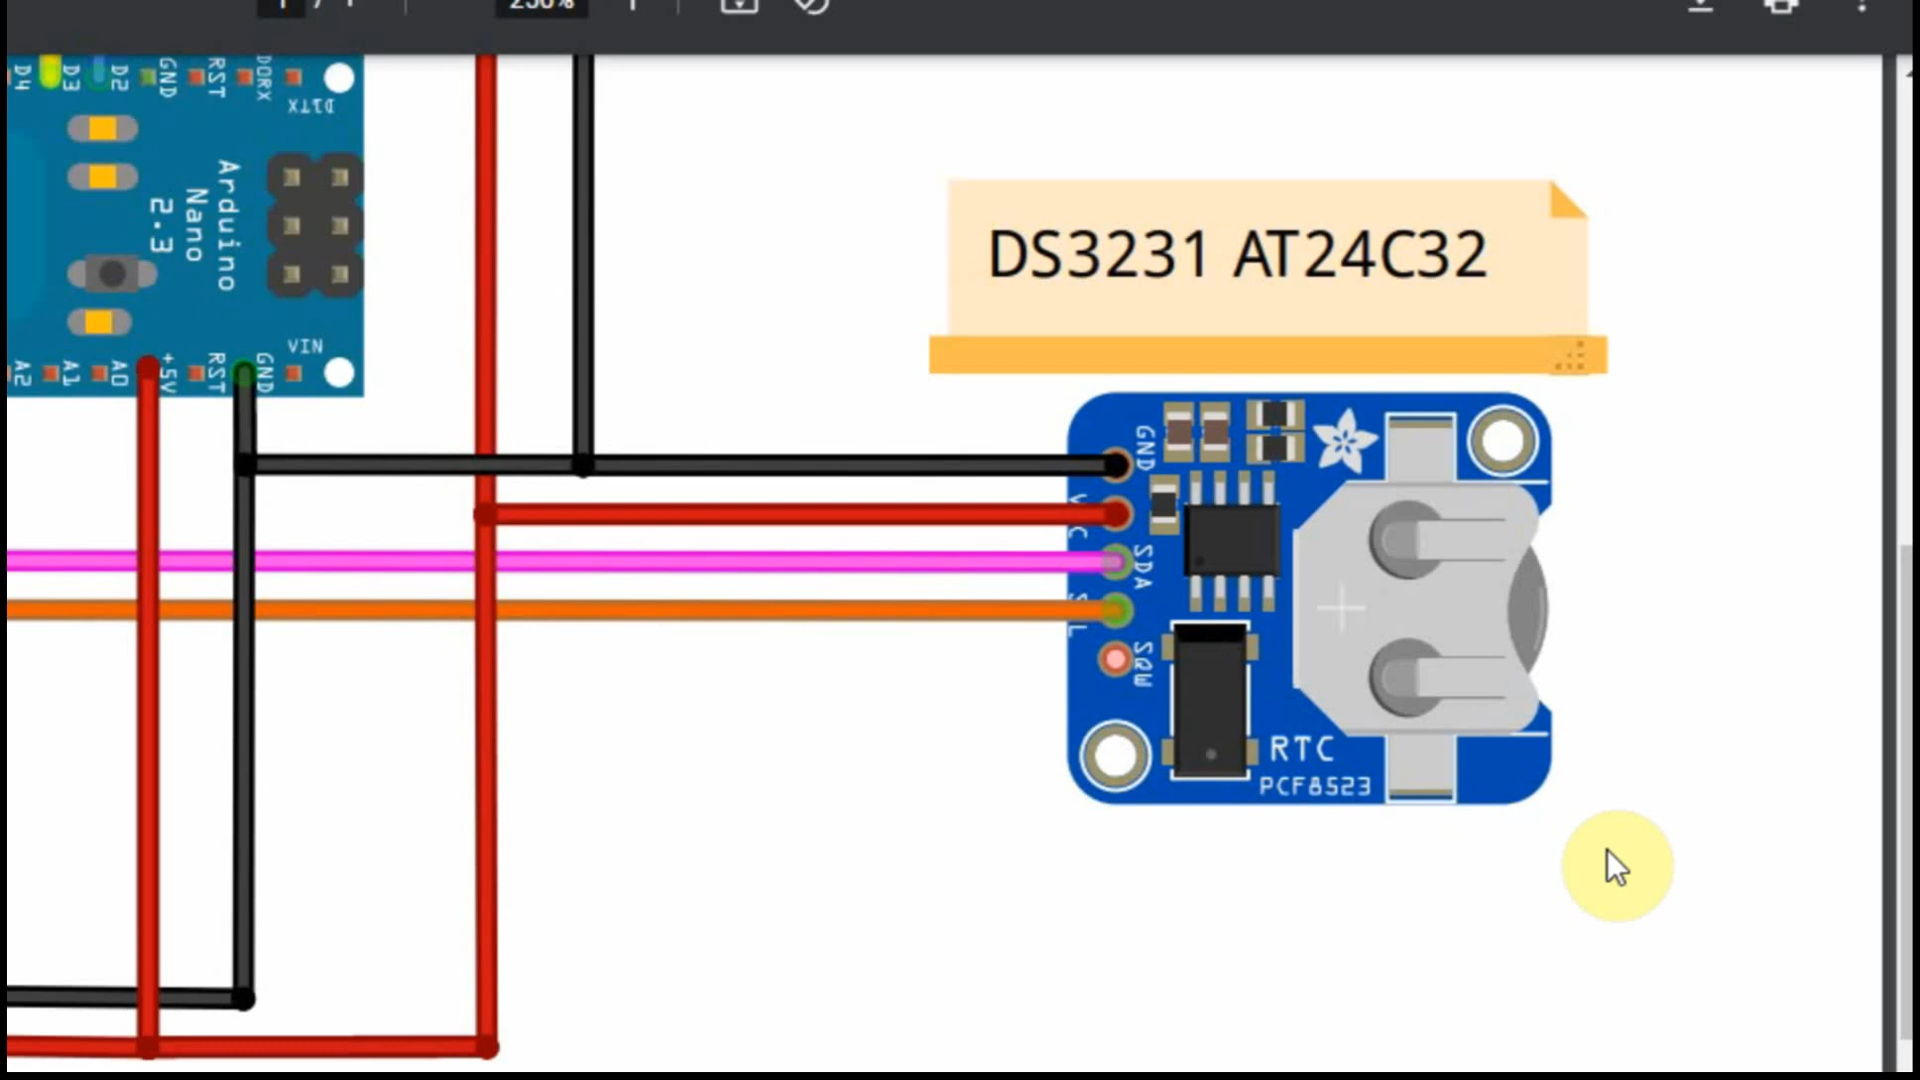 D4 D3 D2 GND RST D0RX
D1TX
Arduino
Nano
2.3
VIN
A2 A1 A0 +5V RST GND
DS3231 AT24C32
GND
SDA
SQW
RTC
PCF8523